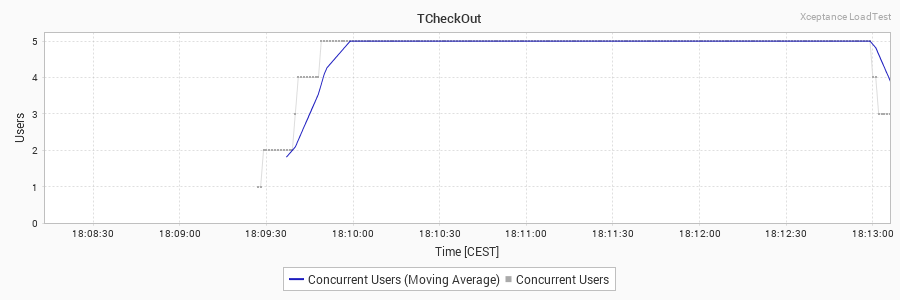 TCheckOut
Xceptance LoadTest
Users
5
4
3
2
1
0
18:08:30 18:09:00 18:09:30 18:10:00 18:10:30 18:11:00 18:11:30 18:12:00 18:12:30 18:13:00
Time [CEST]
Concurrent Users (Moving Average) Concurrent Users